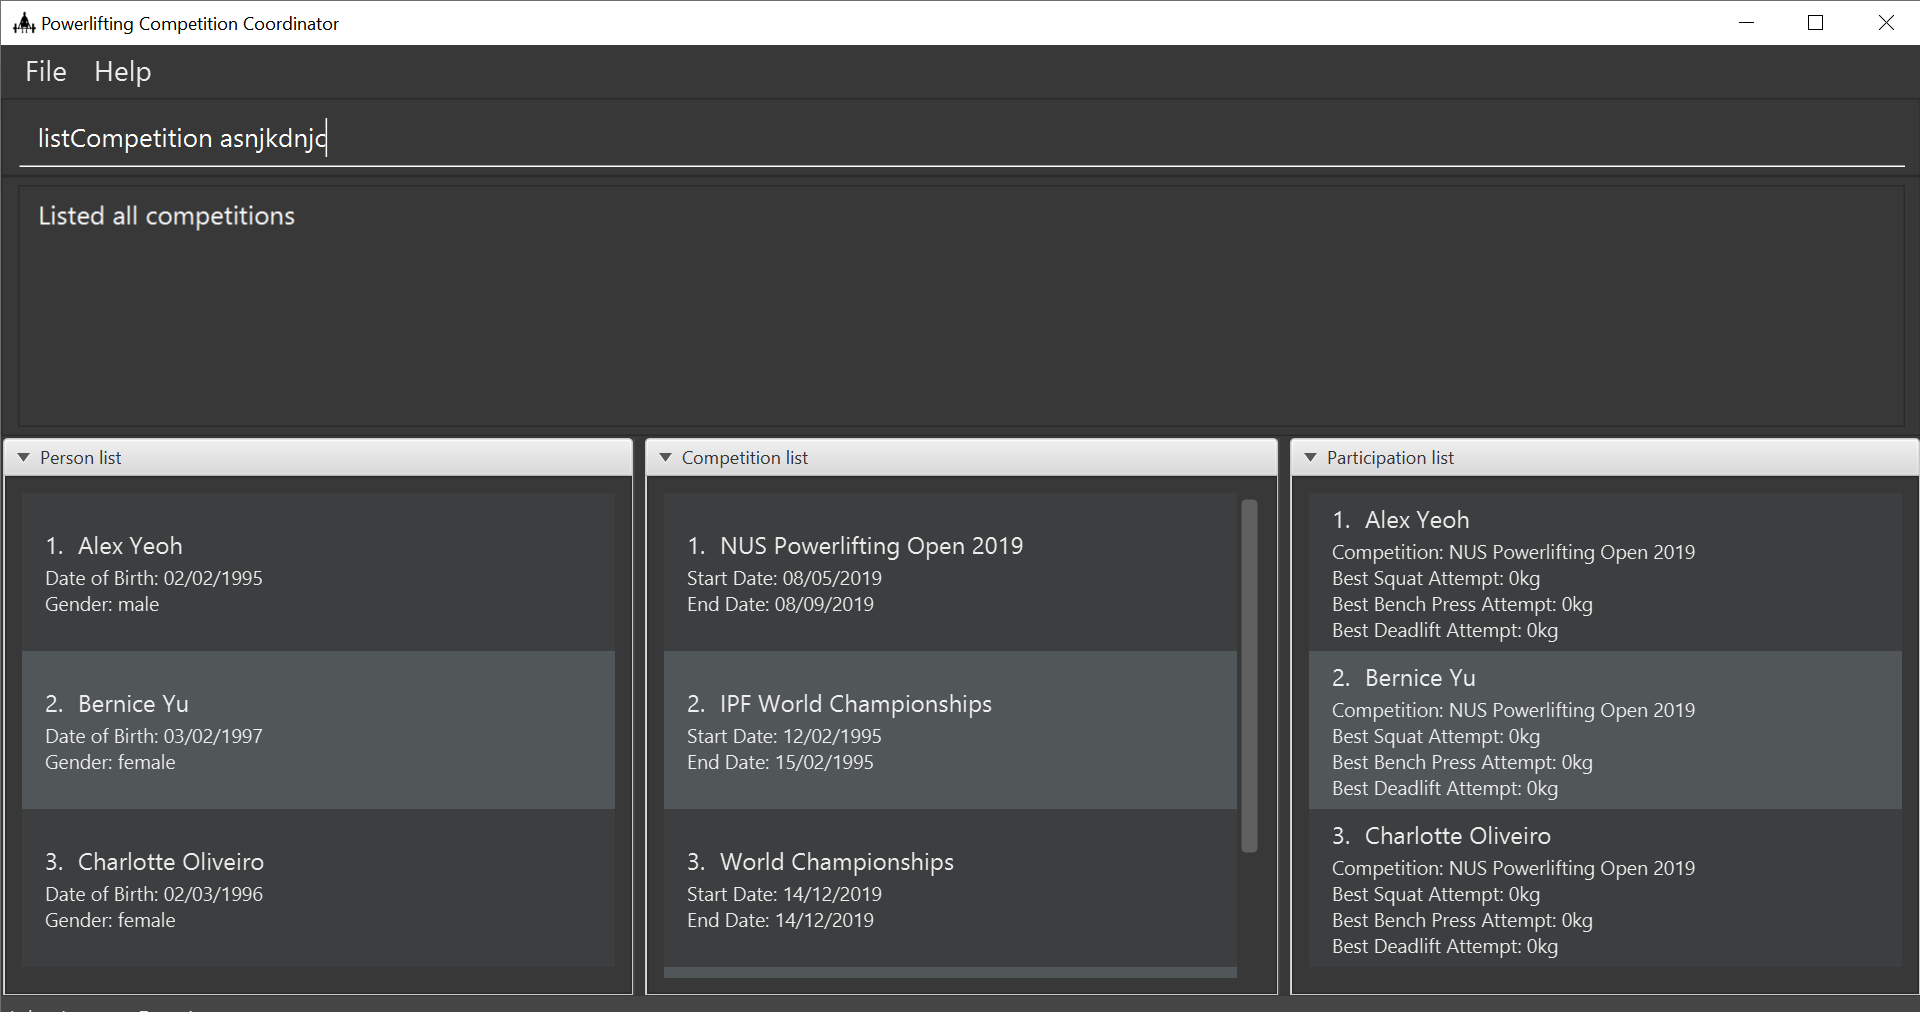 Powerlifting Competition Coordinator
File Help
listCompetition asnjkdnjc
Listed all competitions
Person list
1. Alex Yeoh
Date of Birth: 02/02/1995
Gender: male
2. Bernice Yu
Date of Birth: 03/02/1997
Gender: female
3. Charlotte Oliveiro
Date of Birth: 02/03/1996
Gender: female
Competition list
1. NUS Powerlifting Open 2019
Start Date: 08/05/2019
End Date: 08/09/2019
2. IPF World Championships
Start Date: 12/02/1995
End Date: 15/02/1995
3. World Championships
Start Date: 14/12/2019
End Date: 14/12/2019
Participation list
1. Alex Yeoh
Competition: NUS Powerlifting Open 2019
Best Squat Attempt: 0kg
Best Bench Press Attempt: 0kg
Best Deadlift Attempt: 0kg
2. Bernice Yu
Competition: NUS Powerlifting Open 2019
Best Squat Attempt: 0kg
Best Bench Press Attempt: 0kg
Best Deadlift Attempt: 0kg
3. Charlotte Oliveiro
Competition: NUS Powerlifting Open 2019
Best Squat Attempt: 0kg
Best Bench Press Attempt: 0kg
Best Deadlift Attempt: 0kg